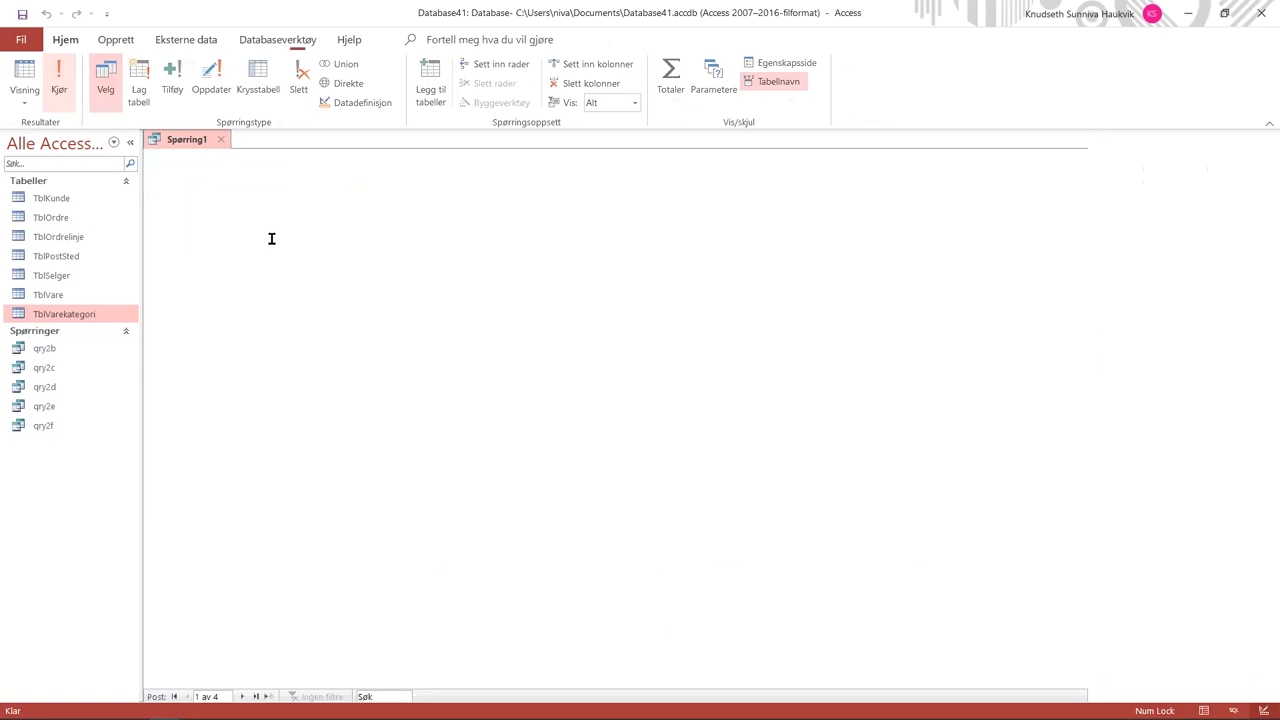 Database41: Database- C:\Users\niva\Documents\Database41.accdb (Access 2007–2016-filformat) - Access
Knudseth Sunniva Haukvik KS
Fil Hjem Opprett Eksterne data Databaseverktøy Hjelp Fortell meg hva du vil gjøre
Visning Kjør
Resultater
Velg Lag tabell Tilføy Oppdater Krysstabell Slett
Union
Direkte
Datadefinisjon
Spørringstype
Legg til tabeller
Sett inn rader
Slett rader
Byggeverktøy
Sett inn kolonner
Slett kolonner
Vis: Alt
Spørringsoppsett
Totaler Parametere
Egenskapsside
Tabellnavn
Vis/skjul
Alle Access... «
Søk...
Tabeller
TblKunde
TblOrdre
TblOrdrelinje
TblPostSted
TblSelger
TblVare
TblVarekategori
Spørringer
qry2b
qry2c
qry2d
qry2e
qry2f
Spørring1
Post: 1 av 4 Ingen filtre Søk
Klar Num Lock SQL